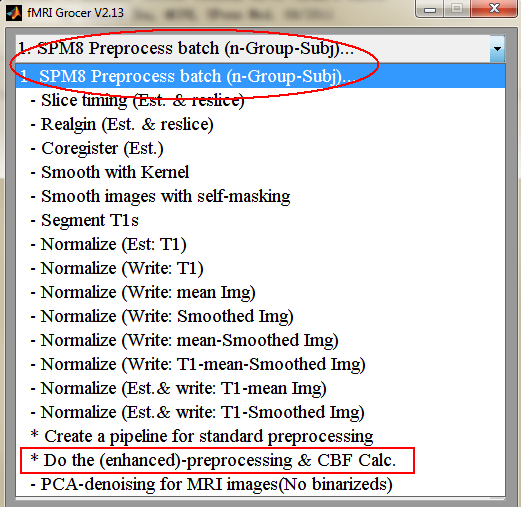 fMRI Grocer V2.13
1. SPM8 Preprocess batch (n-Group-Subj)...
1. SPM8 Preprocess batch (n-Group-Subj)...
- Slice timing (Est. & reslice)
- Realgin (Est. & reslice)
- Coregister (Est.)
- Smooth with Kernel
- Smooth images with self-masking
- Segment T1s
- Normalize (Est: T1)
- Normalize (Write: T1)
- Normalize (Write: mean Img)
- Normalize (Write: Smoothed Img)
- Normalize (Write: mean-Smoothed Img)
- Normalize (Write: T1-mean-Smoothed Img)
- Normalize (Est.& write: T1-mean Img)
- Normalize (Est.& write: T1-Smoothed Img)
* Create a pipeline for standard preprocessing
* Do the (enhanced)-preprocessing & CBF Calc.
- PCA-denoising for MRI images(No binarizeds)